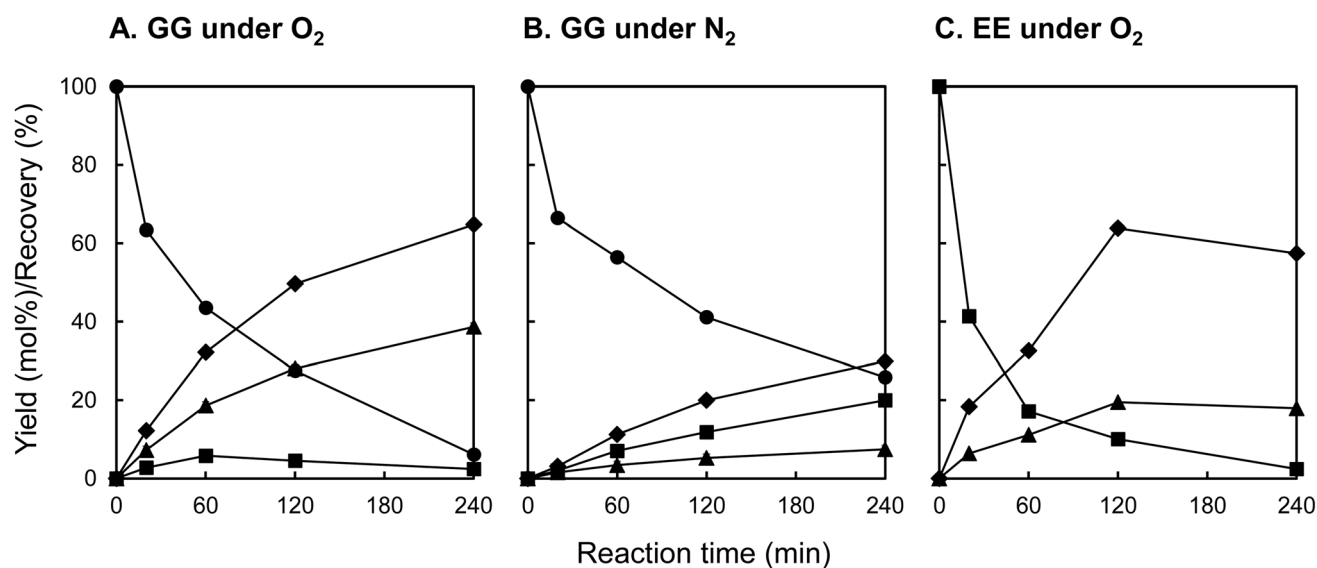 A. GG under O₂
B. GG under N₂
C. EE under O₂
Yield (mol%)/Recovery (%)
100
80
60
40
20
0
0 60 120 180 240
0 60 120 180 240
0 60 120 180 240
Reaction time (min)